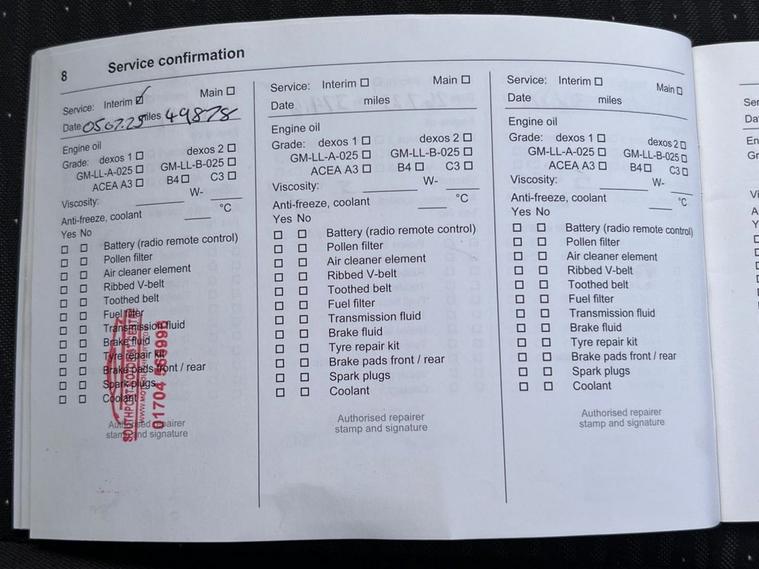 8 Service confirmation
Service: Interim ☑ Main ☐
Date 05.07.25 miles 49878
Engine oil
Grade: dexos 1 ☐ dexos 2 ☐
GM-LL-A-025 ☐ GM-LL-B-025 ☐
ACEA A3 ☐ B4 ☐ C3 ☐
Viscosity: W-
Anti-freeze, coolant °C
Yes No
☐ ☐ Battery (radio remote control)
☐ ☐ Pollen filter
☐ ☐ Air cleaner element
☐ ☐ Ribbed V-belt
☐ ☐ Toothed belt
☐ ☐ Fuel filter
☐ ☐ Transmission fluid
☐ ☐ Brake fluid
☐ ☐ Tyre repair kit
☐ ☐ Brake pads front / rear
☐ ☐ Spark plugs
☐ ☐ Coolant
Authorised repairer
stamp and signature
01704
Service: Interim ☐ Main ☐
Date miles
Engine oil
Grade: dexos 1 ☐ dexos 2 ☐
GM-LL-A-025 ☐ GM-LL-B-025 ☐
ACEA A3 ☐ B4 ☐ C3 ☐
Viscosity: W-
Anti-freeze, coolant °C
Yes No
☐ ☐ Battery (radio remote control)
☐ ☐ Pollen filter
☐ ☐ Air cleaner element
☐ ☐ Ribbed V-belt
☐ ☐ Toothed belt
☐ ☐ Fuel filter
☐ ☐ Transmission fluid
☐ ☐ Brake fluid
☐ ☐ Tyre repair kit
☐ ☐ Brake pads front / rear
☐ ☐ Spark plugs
☐ ☐ Coolant
Authorised repairer
stamp and signature
Service: Interim ☐ Main ☐
Date miles
Engine oil
Grade: dexos 1 ☐ dexos 2 ☐
GM-LL-A-025 ☐ GM-LL-B-025 ☐
ACEA A3 ☐ B4 ☐ C3 ☐
Viscosity: W-
Anti-freeze, coolant °C
Yes No
☐ ☐ Battery (radio remote control)
☐ ☐ Pollen filter
☐ ☐ Air cleaner element
☐ ☐ Ribbed V-belt
☐ ☐ Toothed belt
☐ ☐ Fuel filter
☐ ☐ Transmission fluid
☐ ☐ Brake fluid
☐ ☐ Tyre repair kit
☐ ☐ Brake pads front / rear
☐ ☐ Spark plugs
☐ ☐ Coolant
Authorised repairer
stamp and signature